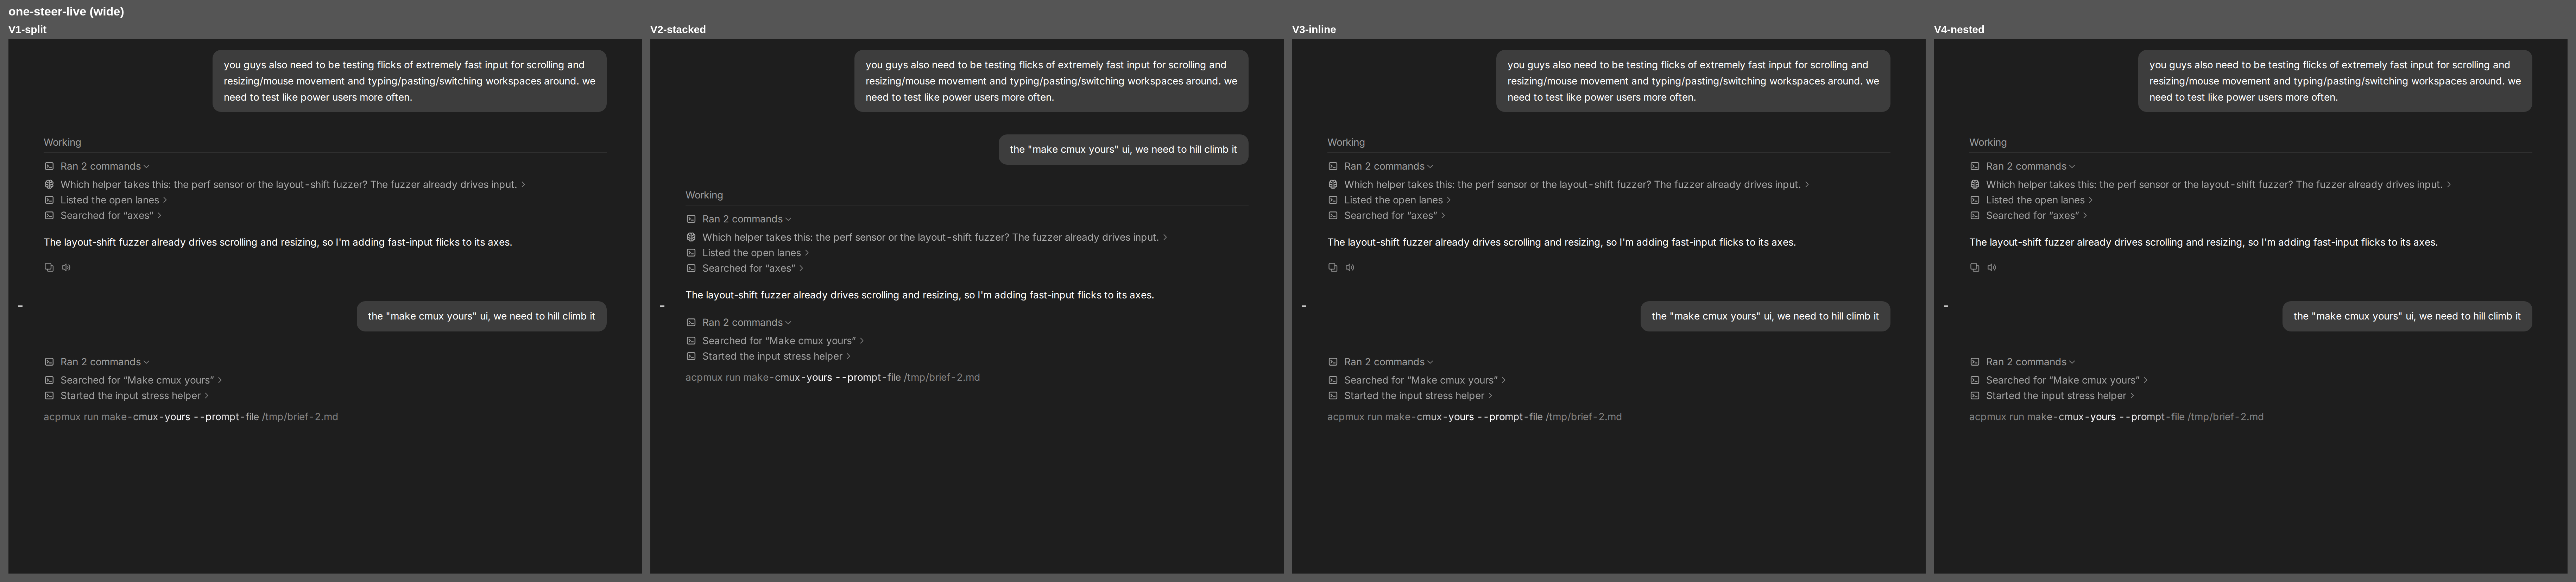 one-steer-live (wide)
V1-split
you guys also need to be testing flicks of extremely fast input for scrolling and
resizing/mouse movement and typing/pasting/switching workspaces around. we
need to test like power users more often.
Working
Ran 2 commands
Which helper takes this: the perf sensor or the layout-shift fuzzer? The fuzzer already drives input.
Listed the open lanes
Searched for “axes”
The layout-shift fuzzer already drives scrolling and resizing, so I'm adding fast-input flicks to its axes.
the "make cmux yours" ui, we need to hill climb it
Ran 2 commands
Searched for “Make cmux yours”
Started the input stress helper
acpmux run make-cmux-yours --prompt-file /tmp/brief-2.md
V2-stacked
you guys also need to be testing flicks of extremely fast input for scrolling and
resizing/mouse movement and typing/pasting/switching workspaces around. we
need to test like power users more often.
the "make cmux yours" ui, we need to hill climb it
Working
Ran 2 commands
Which helper takes this: the perf sensor or the layout-shift fuzzer? The fuzzer already drives input.
Listed the open lanes
Searched for “axes”
The layout-shift fuzzer already drives scrolling and resizing, so I'm adding fast-input flicks to its axes.
Ran 2 commands
Searched for “Make cmux yours”
Started the input stress helper
acpmux run make-cmux-yours --prompt-file /tmp/brief-2.md
V3-inline
you guys also need to be testing flicks of extremely fast input for scrolling and
resizing/mouse movement and typing/pasting/switching workspaces around. we
need to test like power users more often.
Working
Ran 2 commands
Which helper takes this: the perf sensor or the layout-shift fuzzer? The fuzzer already drives input.
Listed the open lanes
Searched for “axes”
The layout-shift fuzzer already drives scrolling and resizing, so I'm adding fast-input flicks to its axes.
the "make cmux yours" ui, we need to hill climb it
Ran 2 commands
Searched for “Make cmux yours”
Started the input stress helper
acpmux run make-cmux-yours --prompt-file /tmp/brief-2.md
V4-nested
you guys also need to be testing flicks of extremely fast input for scrolling and
resizing/mouse movement and typing/pasting/switching workspaces around. we
need to test like power users more often.
Working
Ran 2 commands
Which helper takes this: the perf sensor or the layout-shift fuzzer? The fuzzer already drives input.
Listed the open lanes
Searched for “axes”
The layout-shift fuzzer already drives scrolling and resizing, so I'm adding fast-input flicks to its axes.
the "make cmux yours" ui, we need to hill climb it
Ran 2 commands
Searched for “Make cmux yours”
Started the input stress helper
acpmux run make-cmux-yours --prompt-file /tmp/brief-2.md